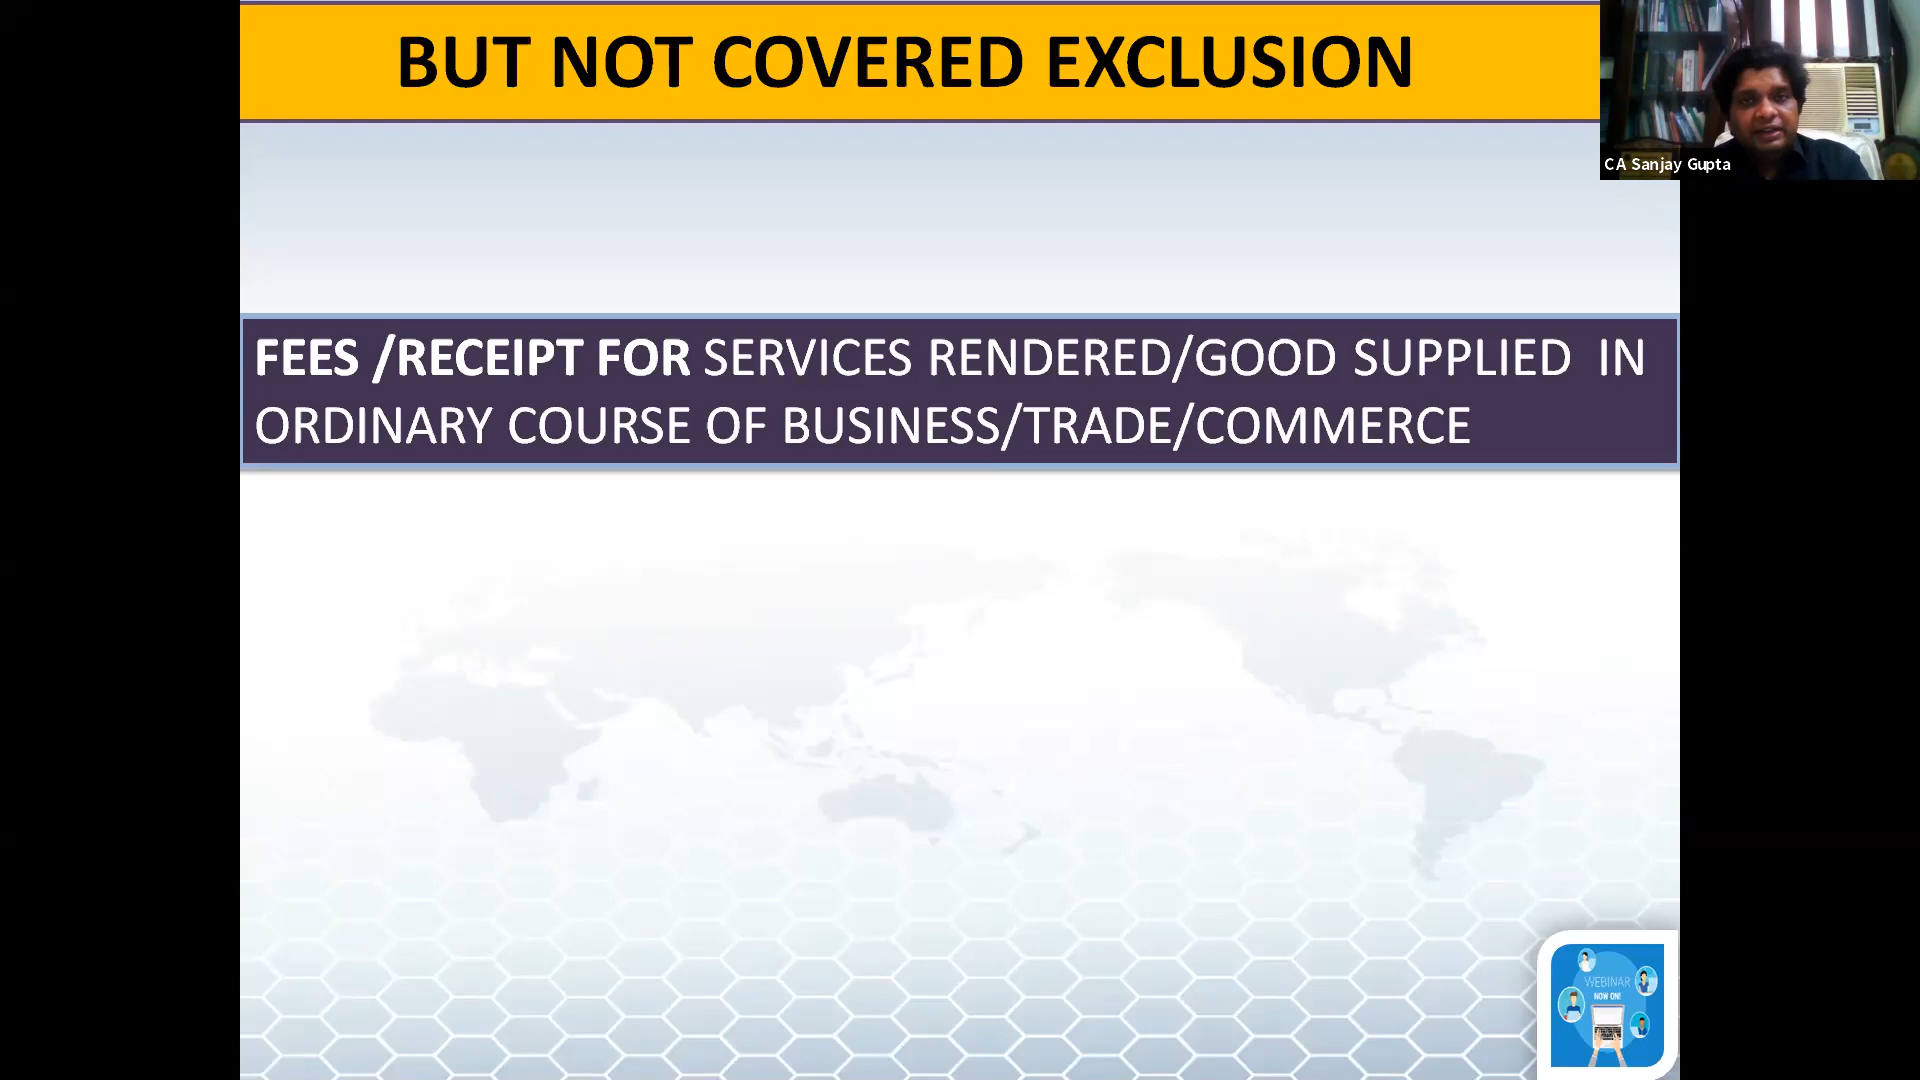 BUT NOT COVERED EXCLUSION
CA Sanjay Gupta
FEES /RECEIPT FOR SERVICES RENDERED/GOOD SUPPLIED IN
ORDINARY COURSE OF BUSINESS/TRADE/COMMERCE
WEBINAR
NOW ON!